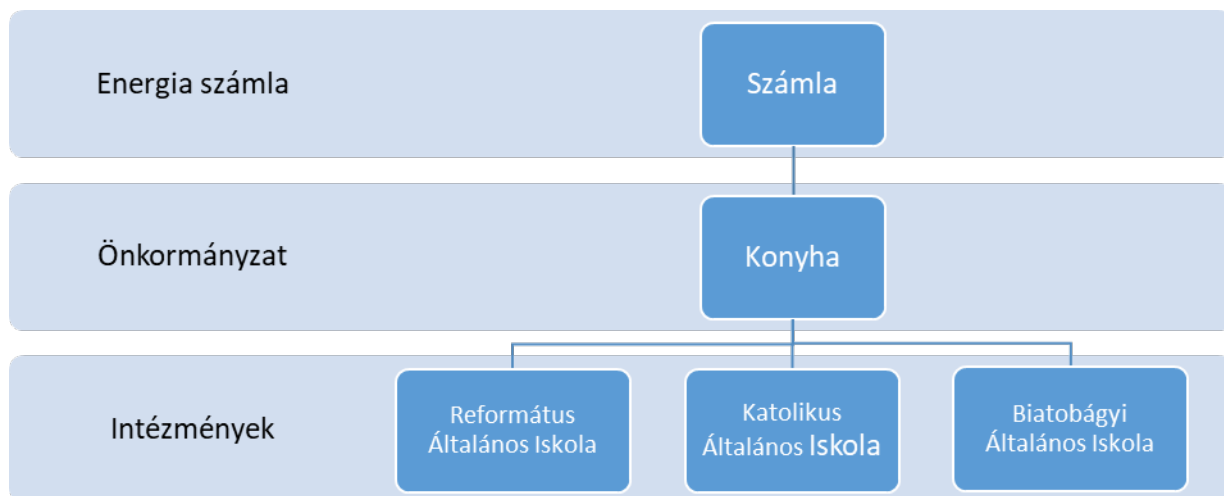 Energia számla
Számla
Önkormányzat
Konyha
Intézmények
Református
Általános Iskola
Katolikus
Általános Iskola
Biatobágyi
Általános Iskola